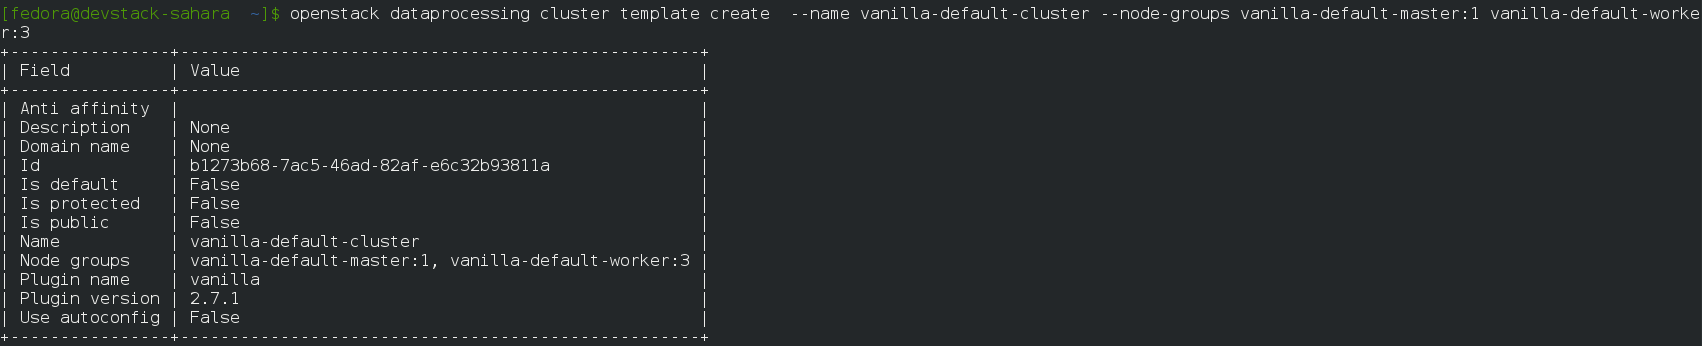 [fedora@devstack-sahara  ~]$ openstack dataprocessing cluster template create  --name vanilla-default-cluster --node-groups vanilla-default-master:1 vanilla-default-worke
r:3
+----------------+----------------------------------------------------+
| Field          | Value                                              |
+----------------+----------------------------------------------------+
| Anti affinity  |                                                    |
| Description    | None                                               |
| Domain name    | None                                               |
| Id             | b1273b68-7ac5-46ad-82af-e6c32b93811a               |
| Is default     | False                                              |
| Is protected   | False                                              |
| Is public      | False                                              |
| Name           | vanilla-default-cluster                            |
| Node groups    | vanilla-default-master:1, vanilla-default-worker:3 |
| Plugin name    | vanilla                                            |
| Plugin version | 2.7.1                                              |
| Use autoconfig | False                                              |
+----------------+----------------------------------------------------+